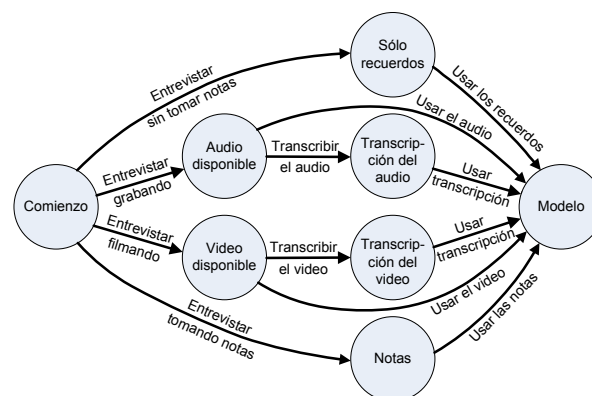 Sólo
recuerdos
Entrevistar
sin tomar notas
Usar los recuerdos
Usar el audio
Audio
disponible
Transcribir
el audio
Transcrip-
ción del
audio
Entrevistar
grabando
Usar
transcripción
Comienzo
Modelo
Entrevistar
filmando
Usar
transcripción
Video
disponible
Transcribir
el video
Transcrip-
ción del
video
Usar el video
Entrevistar
tomando notas
Usar las notas
Notas